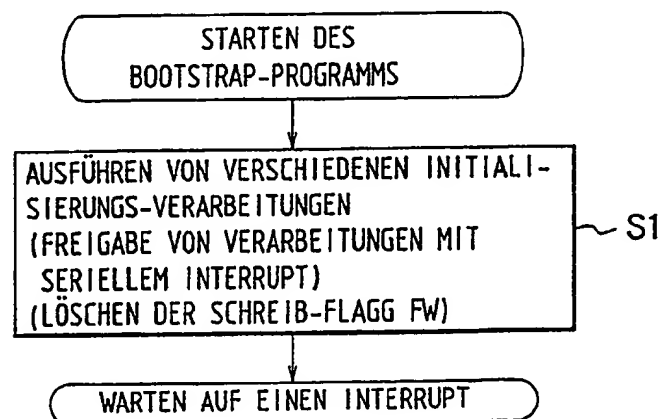 STARTEN DES
BOOTSTRAP-PROGRAMMS
AUSFÜHREN VON VERSCHIEDENEN INITIALI-
SIERUNGS-VERARBEITUNGEN
(FREIGABE VON VERARBEITUNGEN MIT
SERIELLEM INTERRUPT)
(LÖSCHEN DER SCHREIB-FLAGG FW)
S1
WARTEN AUF EINEN INTERRUPT